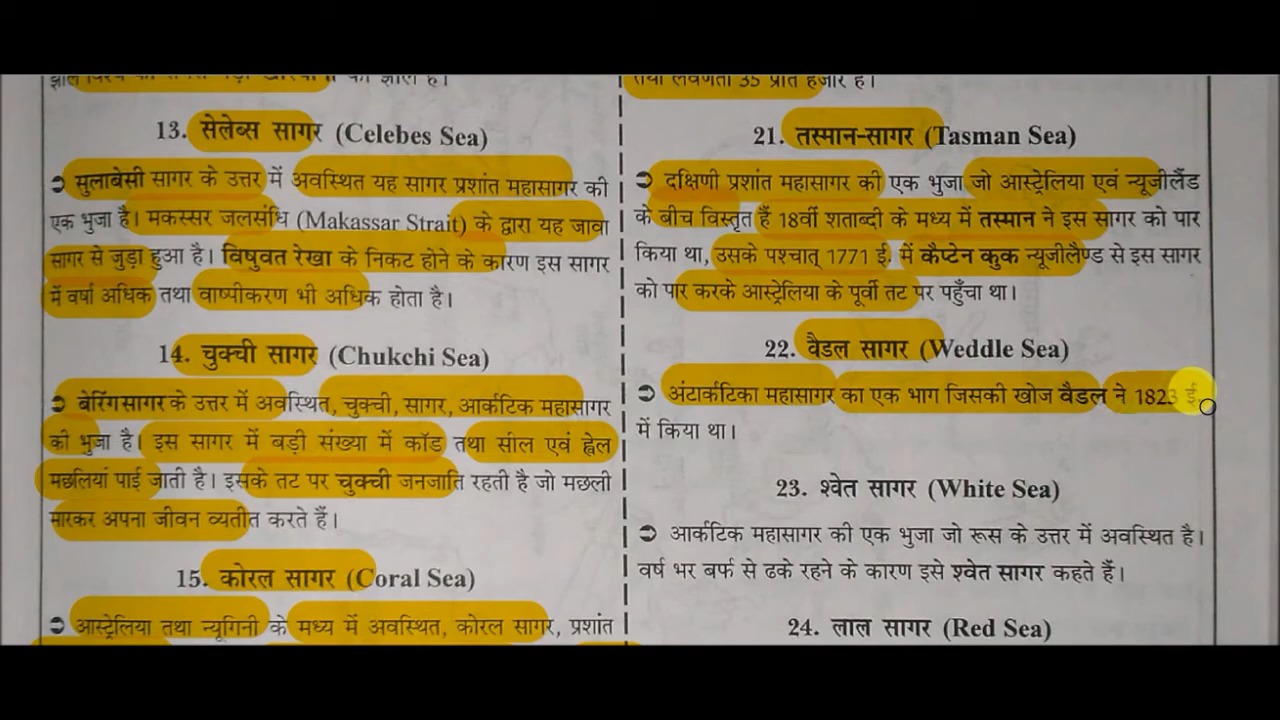 13. सेलेब्स सागर (Celebes Sea)
➲ सुलाबेसी सागर के उत्तर में अवस्थित यह सागर प्रशांत महासागर की
एक भुजा है। मकस्सर जलसंधि (Makassar Strait) के द्वारा यह जावा
सागर से जुड़ा हुआ है। विषुवत रेखा के निकट होने के कारण इस सागर
में वर्षा अधिक तथा वाष्पीकरण भी अधिक होता है।
14. चुक्ची सागर (Chukchi Sea)
➲ बेरिंगसागर के उत्तर में अवस्थित, चुक्ची, सागर, आर्कटिक महासागर
की भुजा है। इस सागर में बड़ी संख्या में कॉड तथा सील एवं ह्वेल
मछलियां पाई जाती है। इसके तट पर चुक्ची जनजाति रहती है जो मछली
मारकर अपना जीवन व्यतीत करते हैं।
15. कोरल सागर (Coral Sea)
➲ आस्ट्रेलिया तथा न्यूगिनी के मध्य में अवस्थित, कोरल सागर, प्रशांत
तथा लवणता 35 प्रति हजार है।
21. तस्मान-सागर (Tasman Sea)
➲ दक्षिणी प्रशांत महासागर की एक भुजा जो आस्ट्रेलिया एवं न्यूजीलैंड
के बीच विस्तृत हैं 18वीं शताब्दी के मध्य में तस्मान ने इस सागर को पार
किया था, उसके पश्चात् 1771 ई. में कैप्टेन कुक न्यूजीलैण्ड से इस सागर
को पार करके आस्ट्रेलिया के पूर्वी तट पर पहुँचा था।
22. वैडल सागर (Weddle Sea)
➲ अंटार्कटिका महासागर का एक भाग जिसकी खोज वैडल ने 1823 ई.
में किया था।
23. श्वेत सागर (White Sea)
➲ आर्कटिक महासागर की एक भुजा जो रूस के उत्तर में अवस्थित है।
वर्ष भर बर्फ से ढके रहने के कारण इसे श्वेत सागर कहते हैं।
24. लाल सागर (Red Sea)